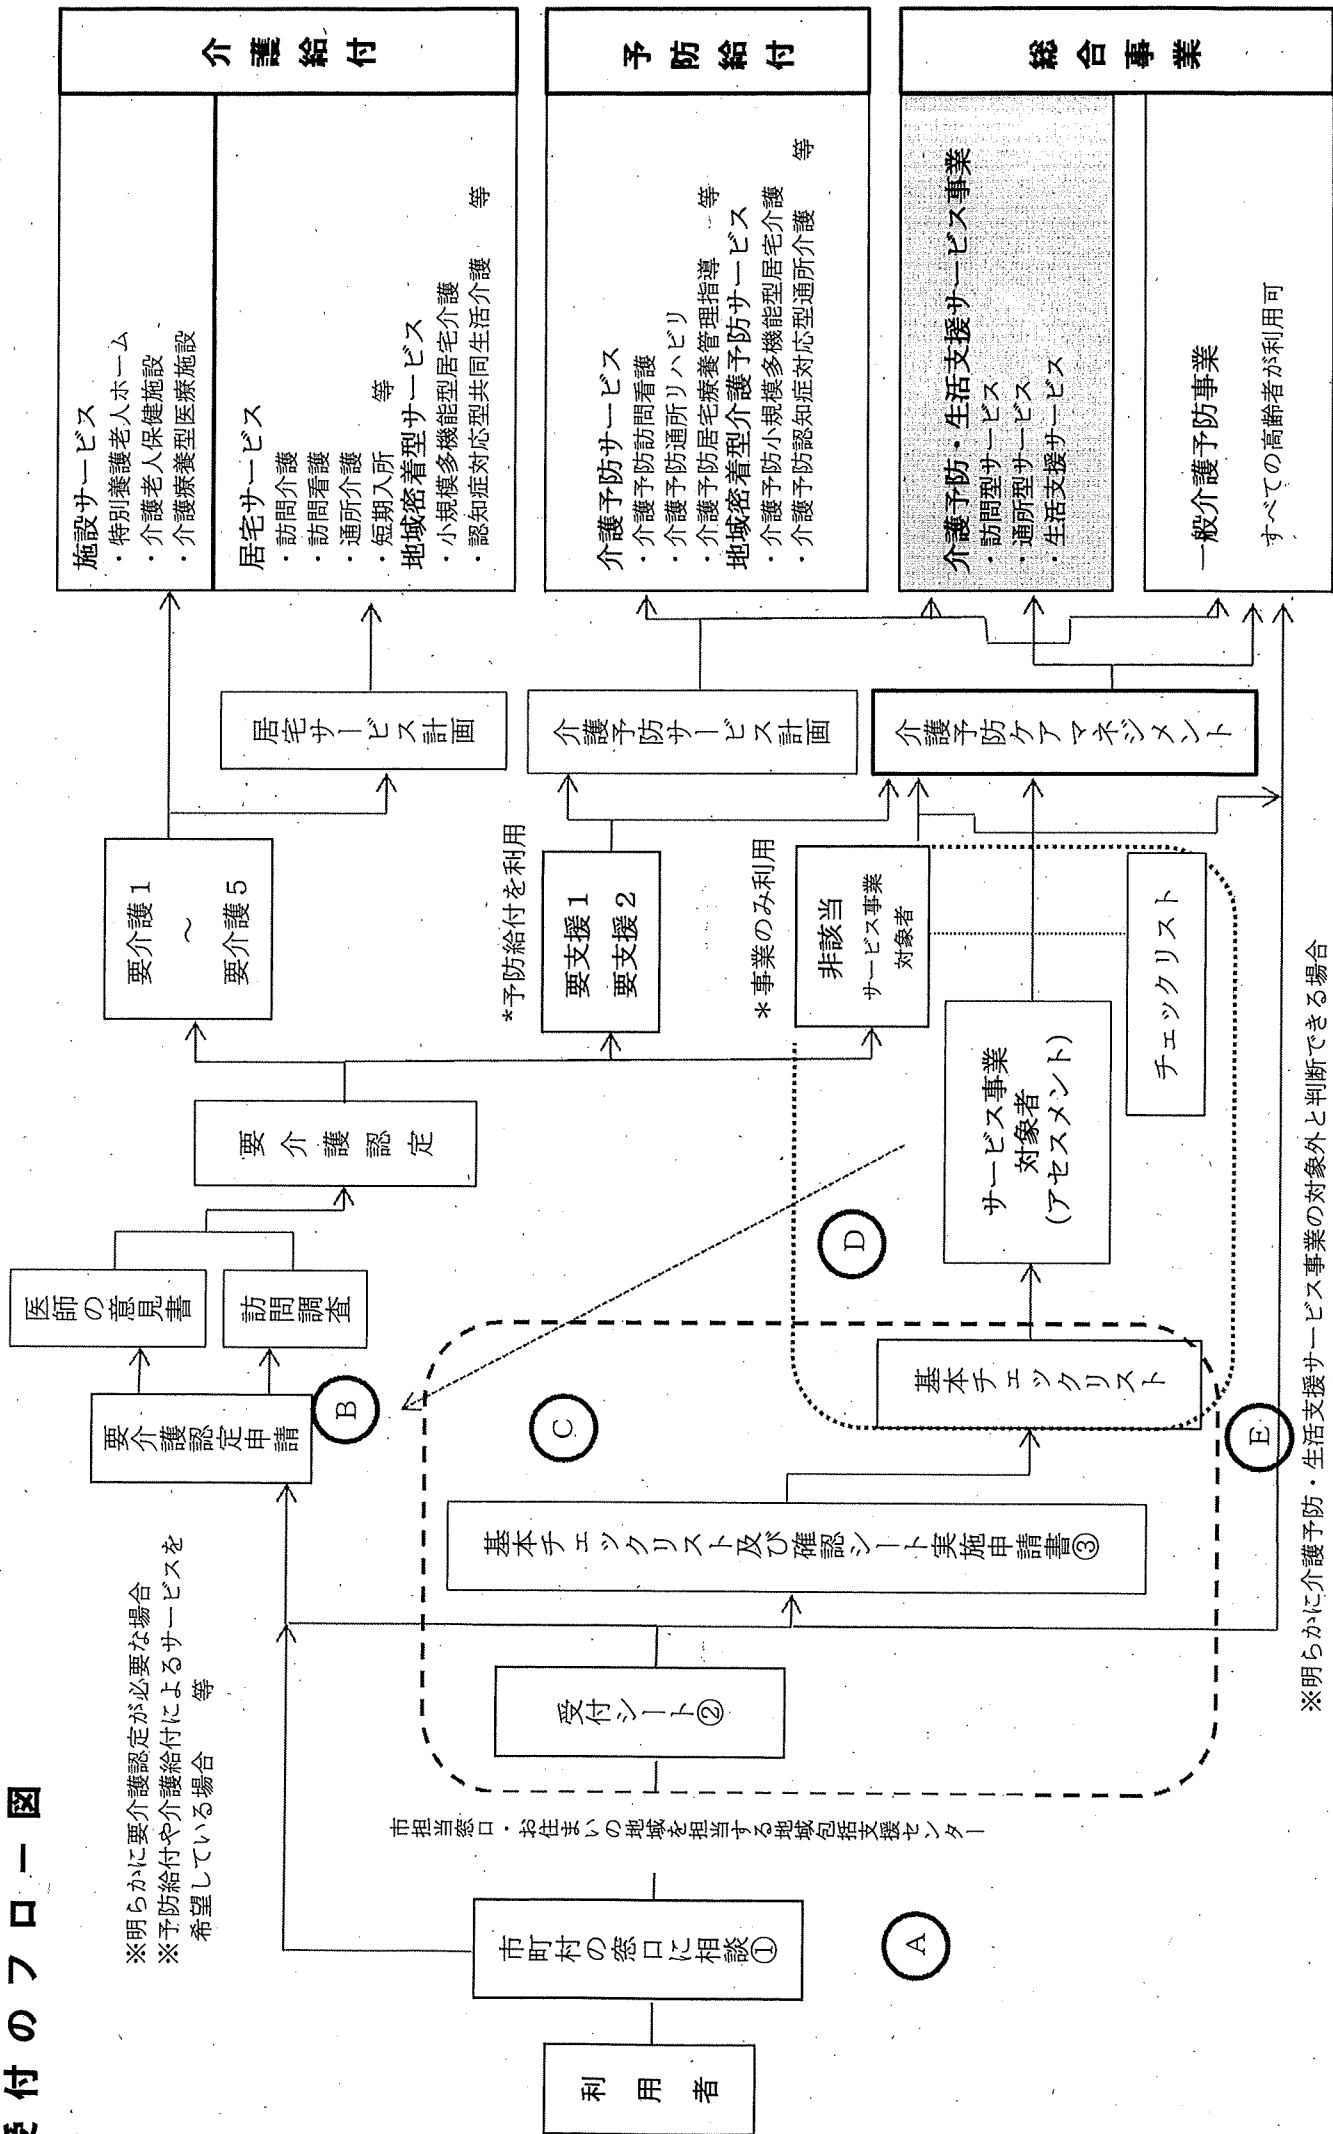 受付のフロー図
利用者
市町村の窓口に相談①
A
市担当窓口・お住まいの地域を担当する地域包括支援センター
※明らかに要介護認定が必要な場合
※予防給付や介護給付によるサービスを
希望している場合 等
受付シート②
基本チェックリスト及び確認シート実施申請書③
C
要介護認定申請
B
医師の意見書
訪問調査
基本チェックリスト
D
E
※明らかに介護予防・生活支援サービス事業の対象外と判断できる場合
要介護認定
サービス事業
対象者
(アセスメント)
チェックリスト
要介護1
～
要介護5
*予防給付を利用
要支援1
要支援2
*事業のみ利用
非該当
サービス事業
対象者
居宅サービス計画
介護予防サービス計画
介護予防ケアマネジメント
施設サービス
・特別養護老人ホーム
・介護老人保健施設
・介護療養型医療施設
居宅サービス
・訪問介護
・訪問看護
・通所介護
・短期入所 等
地域密着型サービス
・小規模多機能型居宅介護
・認知症対応型共同生活介護 等
介護給付
介護予防サービス
・介護予防訪問看護
・介護予防通所リハビリ
・介護予防居宅療養管理指導 等
地域密着型介護予防サービス
・介護予防小規模多機能型居宅介護
・介護予防認知症対応型通所介護 等
予防給付
介護予防・生活支援サービス事業
・訪問型サービス
・通所型サービス
・生活支援サービス
一般介護予防事業
すべての高齢者が利用可
総合事業